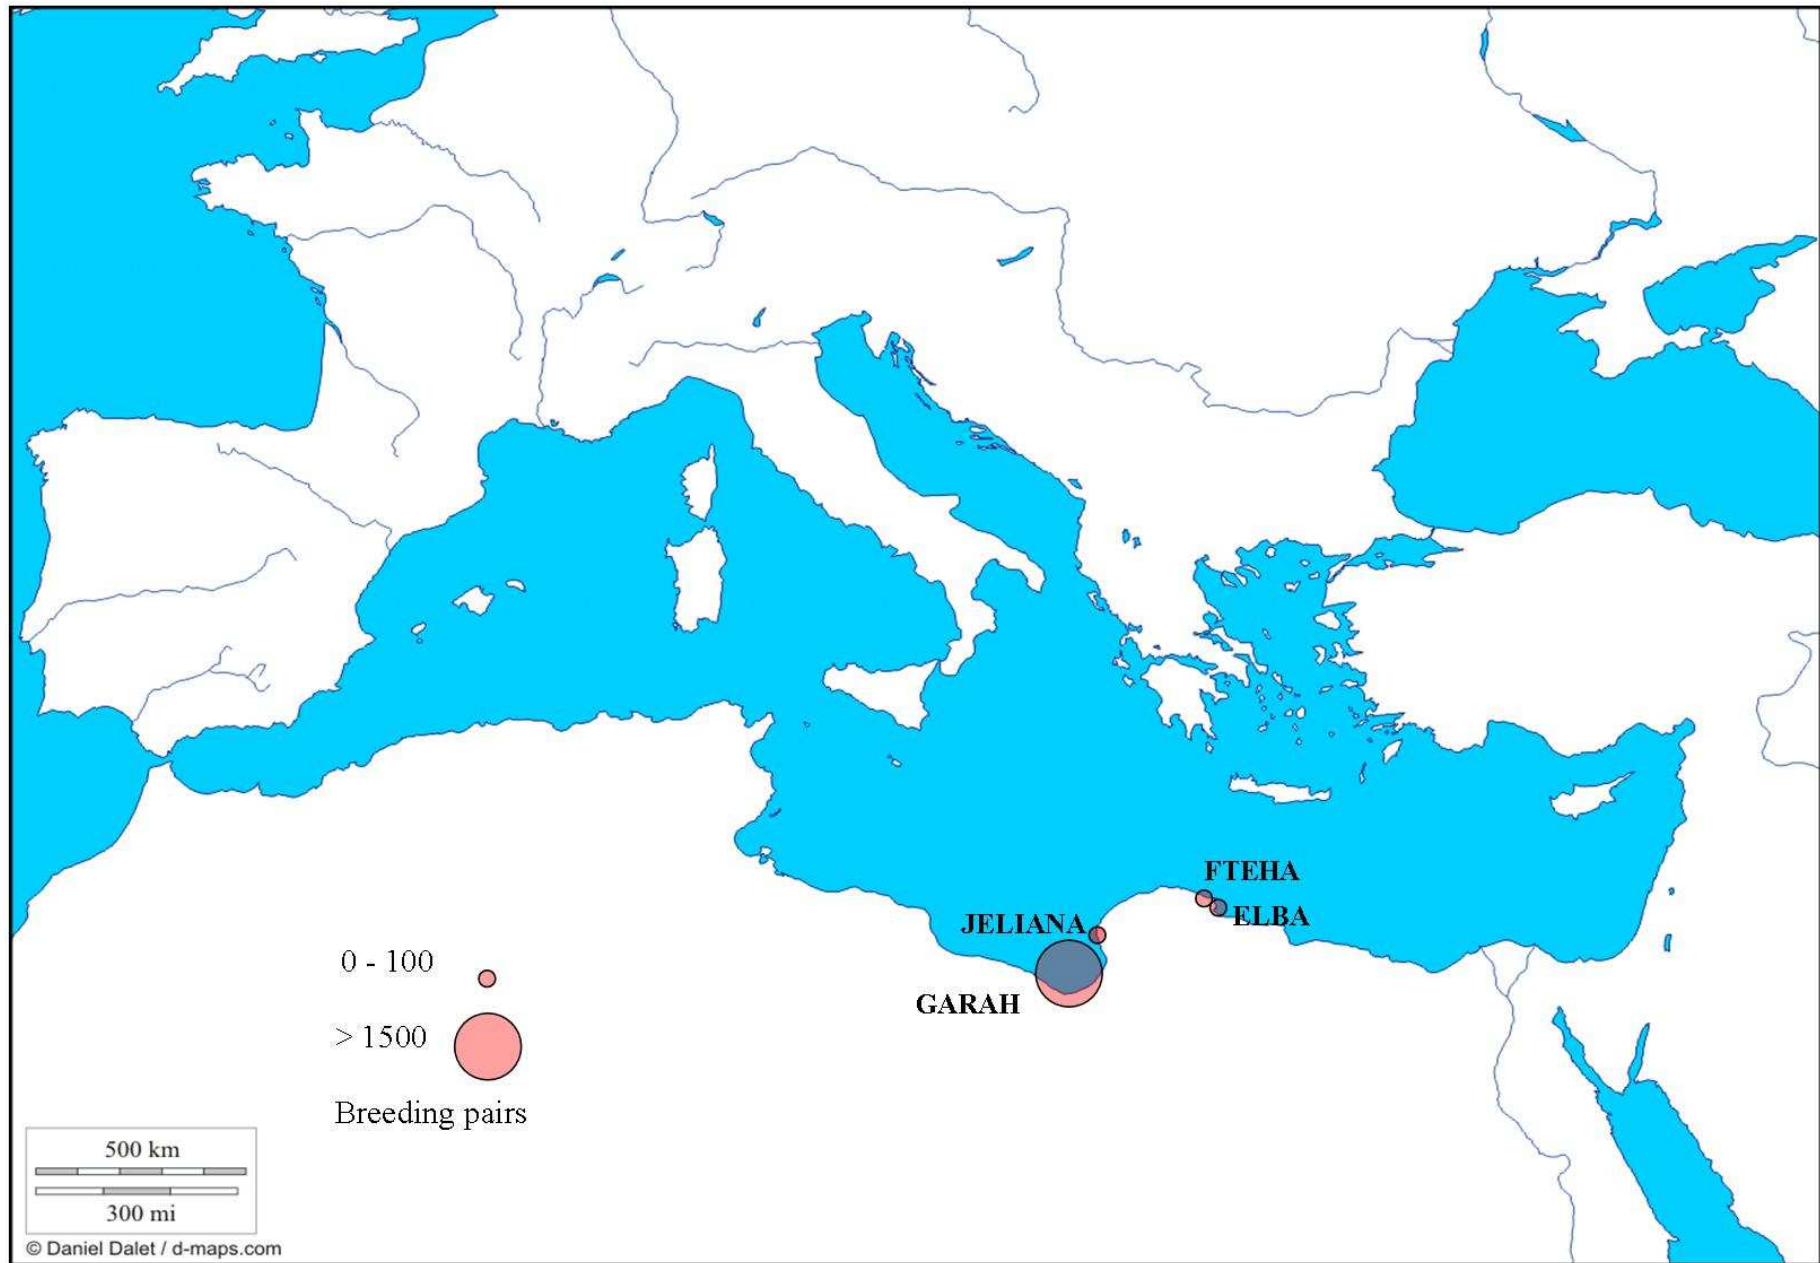 FTEHA
ELBA
JELIANA
GARAH
0 - 100
> 1500
Breeding pairs
500 km
300 mi
© Daniel Dalet / d-maps.com